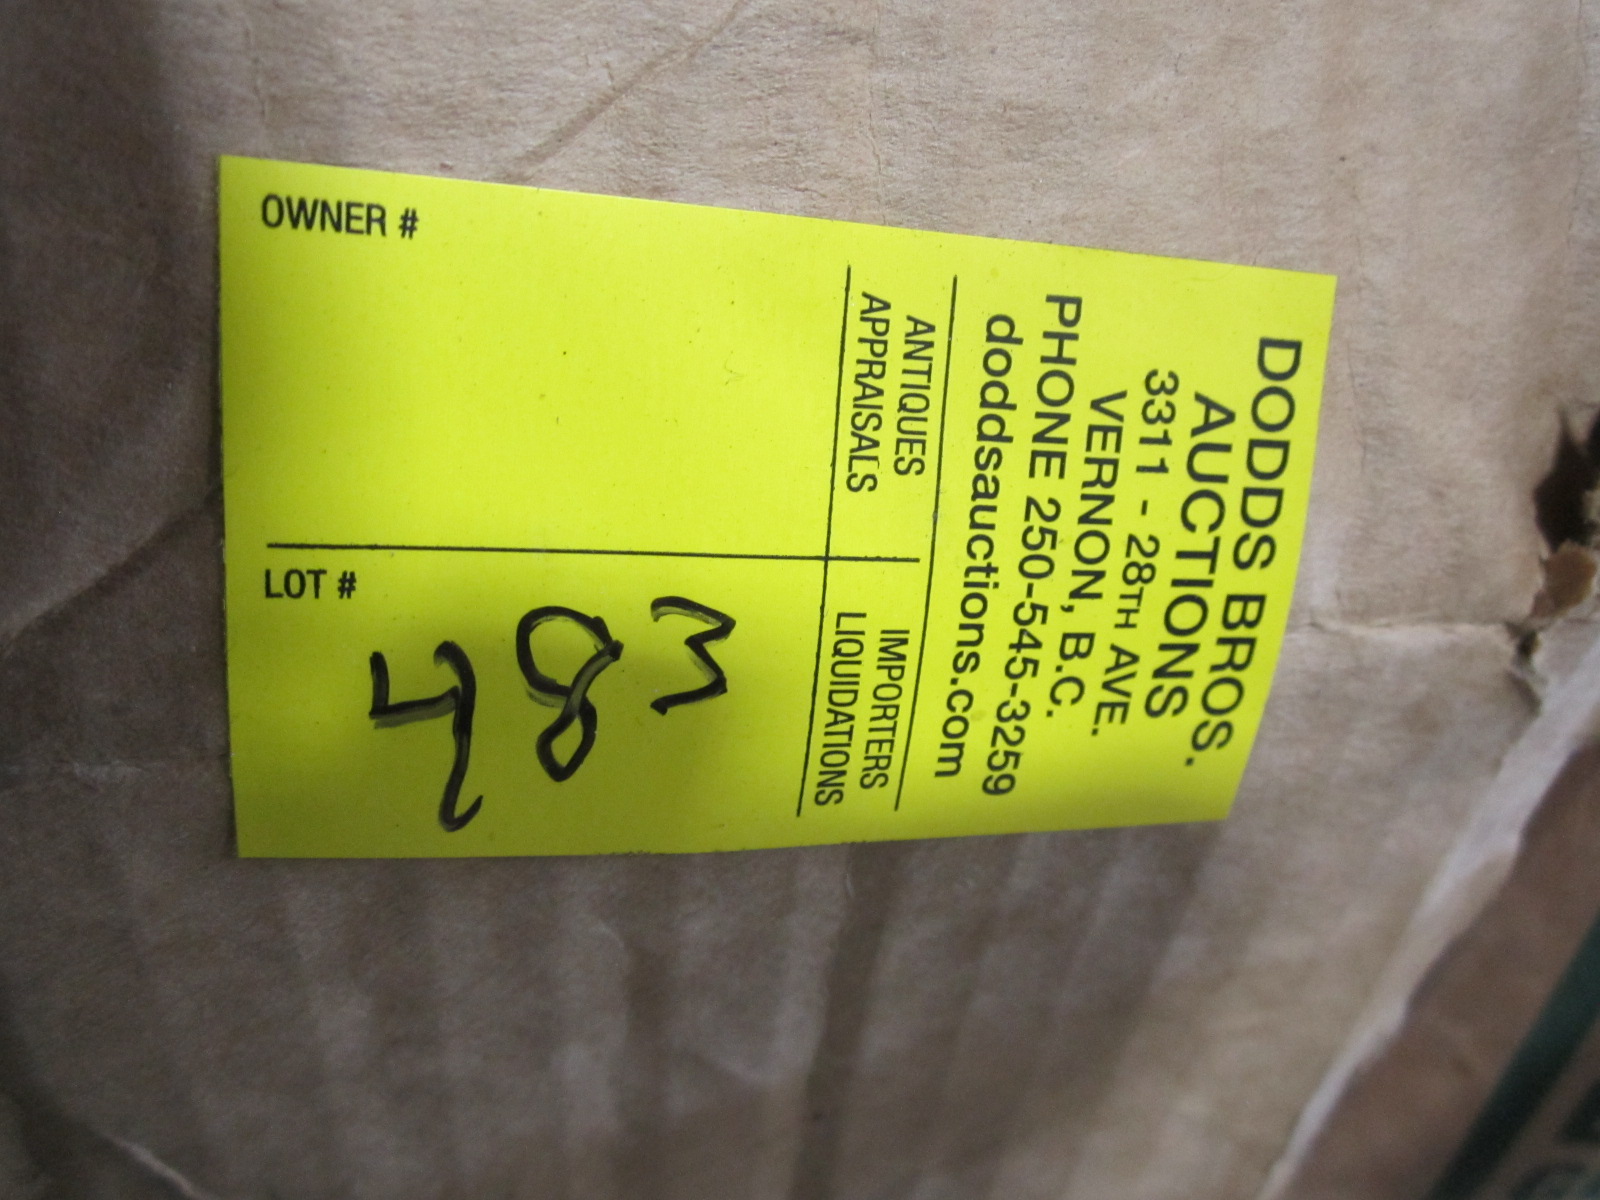 DODDS BROS.
AUCTIONS
3311 - 28TH AVE.
VERNON, B.C.
PHONE 250-545-3259
doddsauctions.com
ANTIQUES
APPRAISALS
IMPORTERS
LIQUIDATIONS
OWNER #
LOT #
483